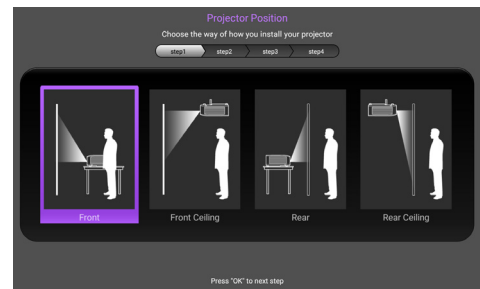 Projector Position
Choose the way of how you install your projector
step1 step2 step3 step4
Front Front Ceiling Rear Rear Ceiling
Press "OK" to next step